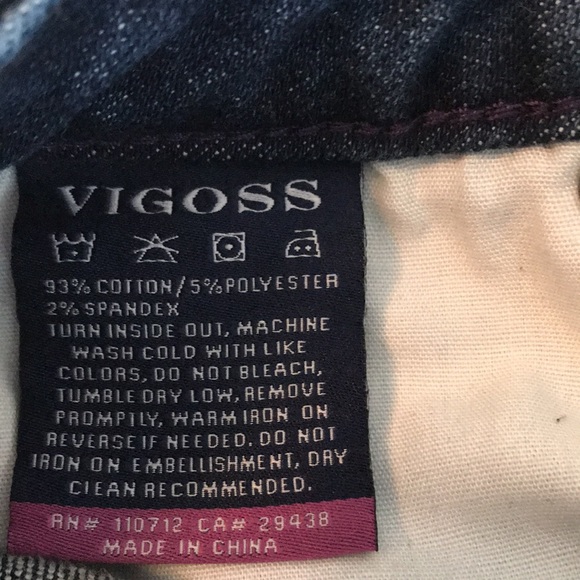 VIGOSS
93% COTTON/5%POLYESTER
2% SPANDEX
TURN INSIDE OUT, MACHINE
WASH COLD WITH LIKE
COLORS, DO NOT BLEACH,
TUMBLE DRY LOW, REMOVE
PROMPTLY, WARM IRON ON
REVERSE IF NEEDED. DO NOT
IRON ON EMBELLISHMENT, DRY
CLEAN RECOMMENDED.
RN# 110712 CA# 29438
MADE IN CHINA